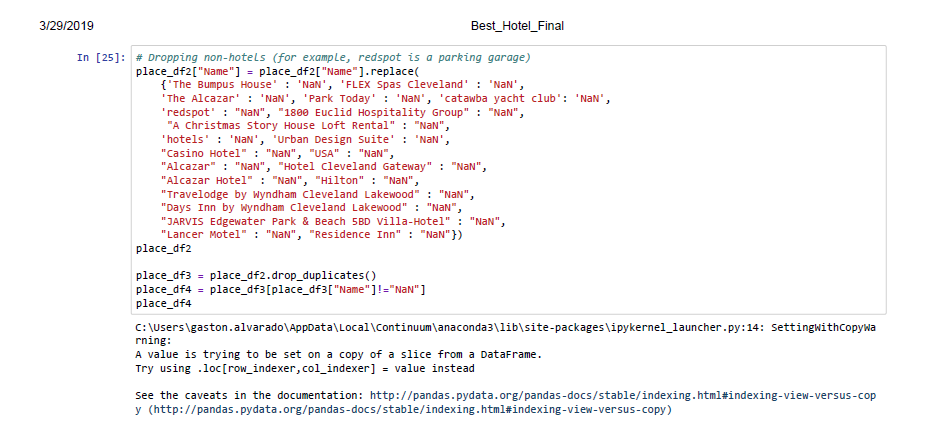 3/29/2019
Best_Hotel_Final
In [25]: # Dropping non-hotels (for example, redspot is a parking garage)
place_df2["Name"] = place_df2["Name"].replace(
{'The Bumpus House' : 'NaN', 'FLEX Spas Cleveland' : 'NaN',
'The Alcazar' : 'NaN', 'Park Today' : 'NaN', 'catawba yacht club': 'NaN',
'redspot' : "NaN", "1800 Euclid Hospitality Group" : "NaN",
"A Christmas Story House Loft Rental" : "NaN",
'hotels' : 'NaN', 'Urban Design Suite' : 'NaN',
"Casino Hotel" : "NaN", "USA" : "NaN",
"Alcazar" : "NaN", "Hotel Cleveland Gateway" : "NaN",
"Alcazar Hotel" : "NaN", "Hilton" : "NaN",
"Travelodge by Wyndham Cleveland Lakewood" : "NaN",
"Days Inn by Wyndham Cleveland Lakewood" : "NaN",
"JARVIS Edgewater Park & Beach 5BD Villa-Hotel" : "NaN",
"Lancer Motel" : "NaN", "Residence Inn" : "NaN"})
place_df2
place_df3 = place_df2.drop_duplicates()
place_df4 = place_df3[place_df3["Name"]!="NaN"]
place_df4
C:\Users\gaston.alvarado\AppData\Local\Continuum\anaconda3\lib\site-packages\ipykernel_launcher.py:14: SettingWithCopyWa
rning:
A value is trying to be set on a copy of a slice from a DataFrame.
Try using .loc[row_indexer,col_indexer] = value instead
See the caveats in the documentation: http://pandas.pydata.org/pandas-docs/stable/indexing.html#indexing-view-versus-cop
y (http://pandas.pydata.org/pandas-docs/stable/indexing.html#indexing-view-versus-copy)